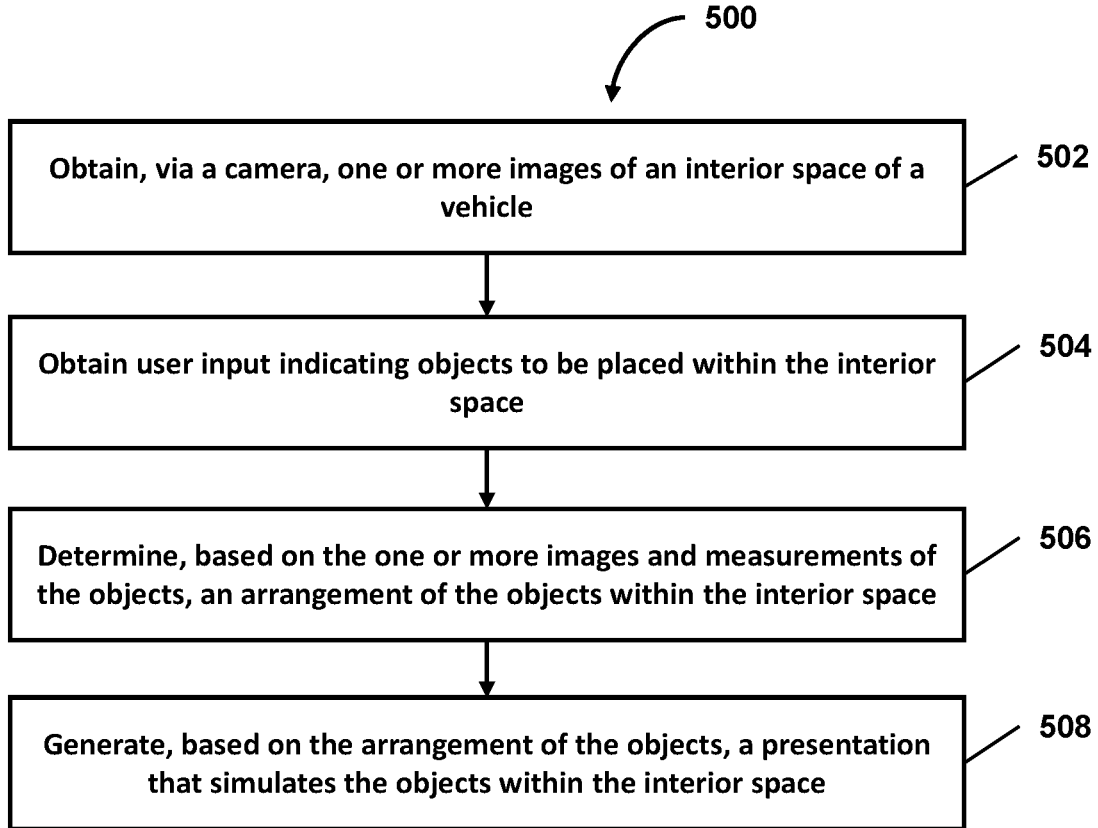 500
Obtain, via a camera, one or more images of an interior space of a
vehicle
502
Obtain user input indicating objects to be placed within the interior
space
504
Determine, based on the one or more images and measurements of
the objects, an arrangement of the objects within the interior space
506
Generate, based on the arrangement of the objects, a presentation
that simulates the objects within the interior space
508